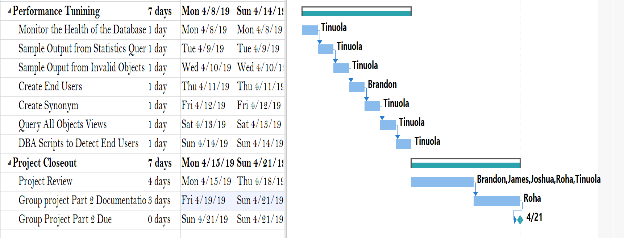 Performance Tunining 7 days Mon 4/8/19 Sun 4/14/19
Monitor the Health of the Database 1 day Mon 4/8/19 Mon 4/8/19 Tinuola
Sample Output from Statistics Quer 1 day Tue 4/9/19 Tue 4/9/19 Tinuola
Sample Ouput from Invalid Objects 1 day Wed 4/10/19 Wed 4/10/1 Tinuola
Create End Users 1 day Thu 4/11/19 Thu 4/11/19 Brandon
Create Synonym 1 day Fri 4/12/19 Fri 4/12/19 Tinuola
Query All Objects Views 1 day Sat 4/13/19 Sat 4/13/19 Tinuola
DBA Scripts to Detect End Users 1 day Sun 4/14/19 Sun 4/14/19 Tinuola
Project Closeout 7 days Mon 4/15/19 Sun 4/21/19
Project Review 4 days Mon 4/15/19 Thu 4/18/19 Brandon,James,Joshua,Roha,Tinuola
Group project Part 2 Documentatio 3 days Fri 4/19/19 Sun 4/21/19 Roha
Group Project Part 2 Due 0 days Sun 4/21/19 Sun 4/21/19 4/21